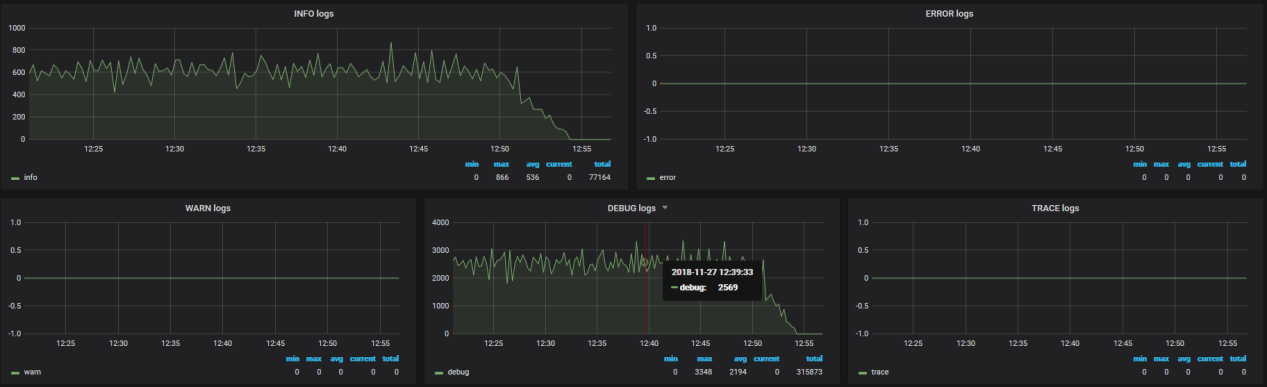 INFO logs
1000
800
600
400
200
0
12:25 12:30 12:35 12:40 12:45 12:50 12:55
min max avg current total
info 0 866 536 0 77164
ERROR logs
1.0
0.5
0
-0.5
-1.0
12:25 12:30 12:35 12:40 12:45 12:50 12:55
min max avg current total
error 0 0 0 0 0
WARN logs
1.0
0.5
0
-0.5
-1.0
12:25 12:30 12:35 12:40 12:45 12:50 12:55
min max avg current total
warn 0 0 0 0 0
DEBUG logs
4000
3000
2000
1000
0
2018-11-27 12:39:33
debug: 2569
12:25 12:30 12:35 12:40 12:45 12:50 12:55
min max avg current total
debug 0 3348 2194 0 315873
TRACE logs
1.0
0.5
0
-0.5
-1.0
12:25 12:30 12:35 12:40 12:45 12:50 12:55
min max avg current total
trace 0 0 0 0 0